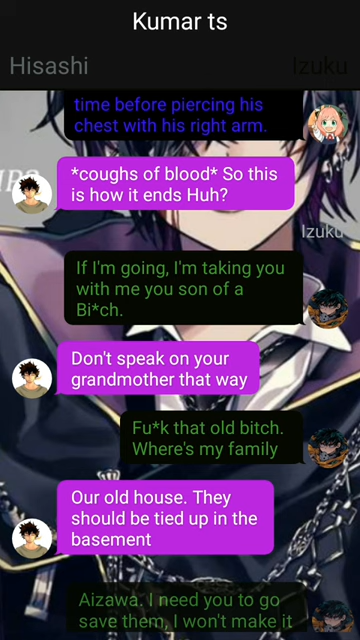 Kumar ts
Hisashi
Izuku
time before piercing his
chest with his right arm.
*coughs of blood* So this
is how it ends Huh?
Izuku
If I'm going, I'm taking you
with me you son of a
Bi*ch.
Don't speak on your
grandmother that way
Fu*k that old bitch.
Where's my family
Our old house. They
should be tied up in the
basement
Aizawa, I need you to go
save them, I won't make it